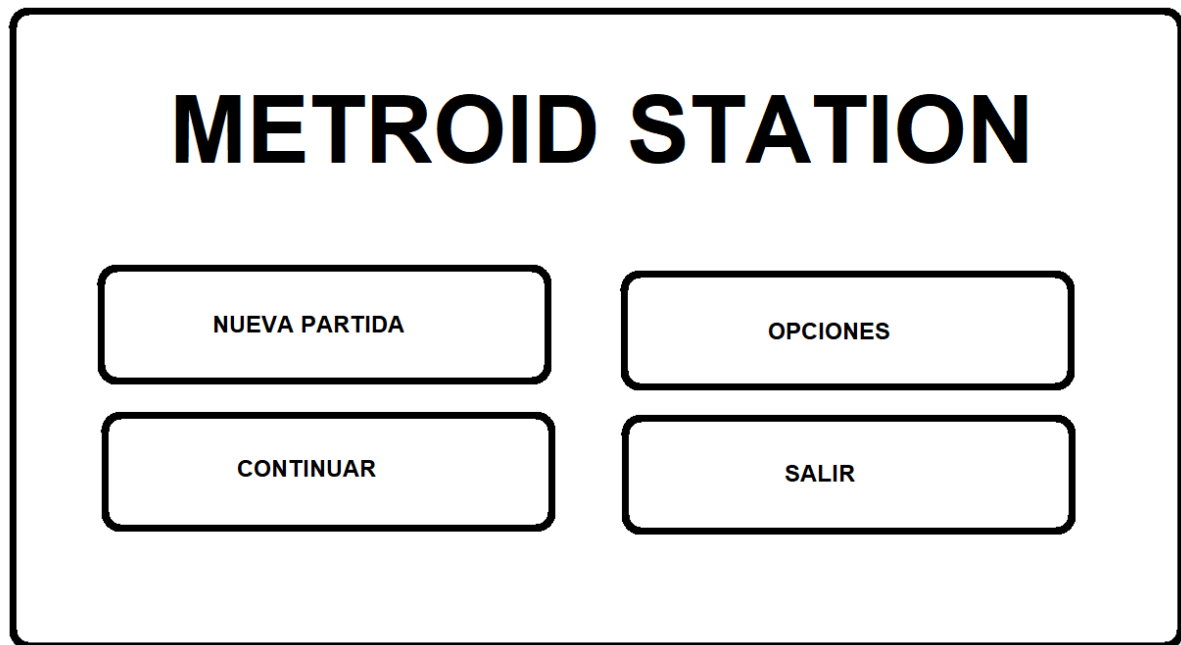 METROID STATION
NUEVA PARTIDA
OPCIONES
CONTINUAR
SALIR